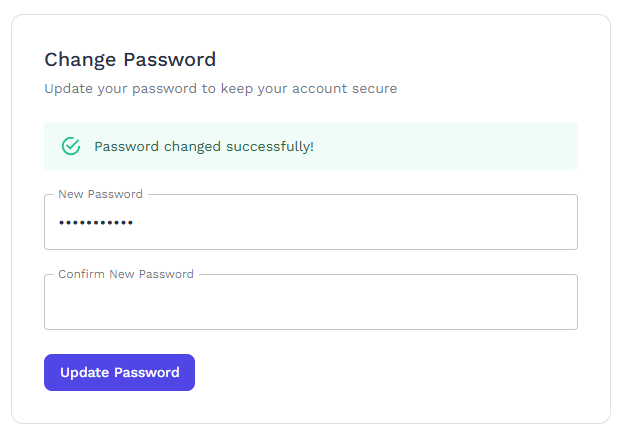 Change Password
Update your password to keep your account secure
Password changed successfully!
New Password
•••••••••••
Confirm New Password
Update Password